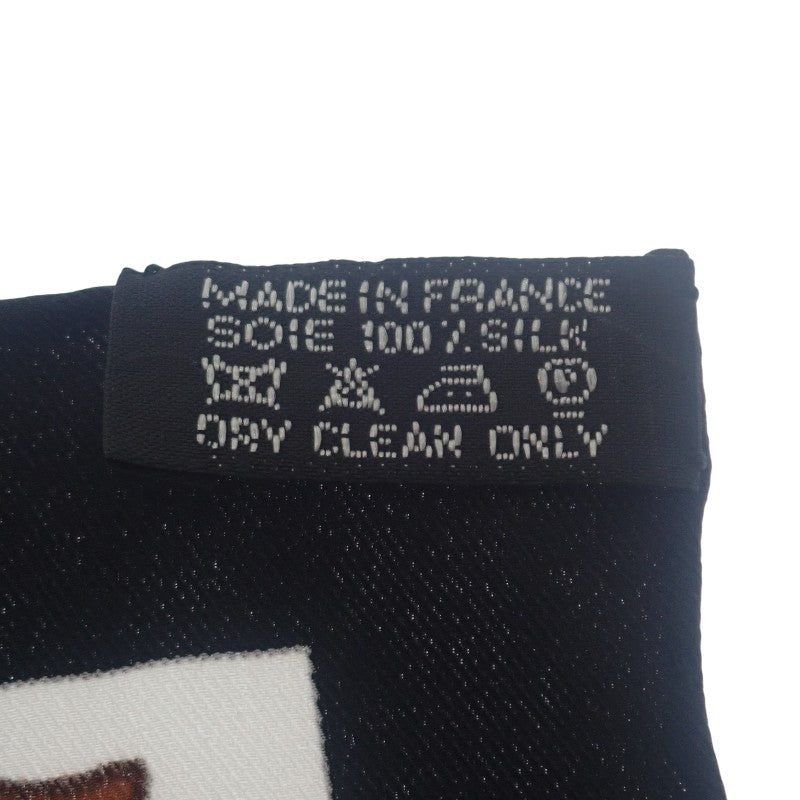 MADE IN FRANCE
SOIE 100% SILK
P
DRY CLEAN ONLY